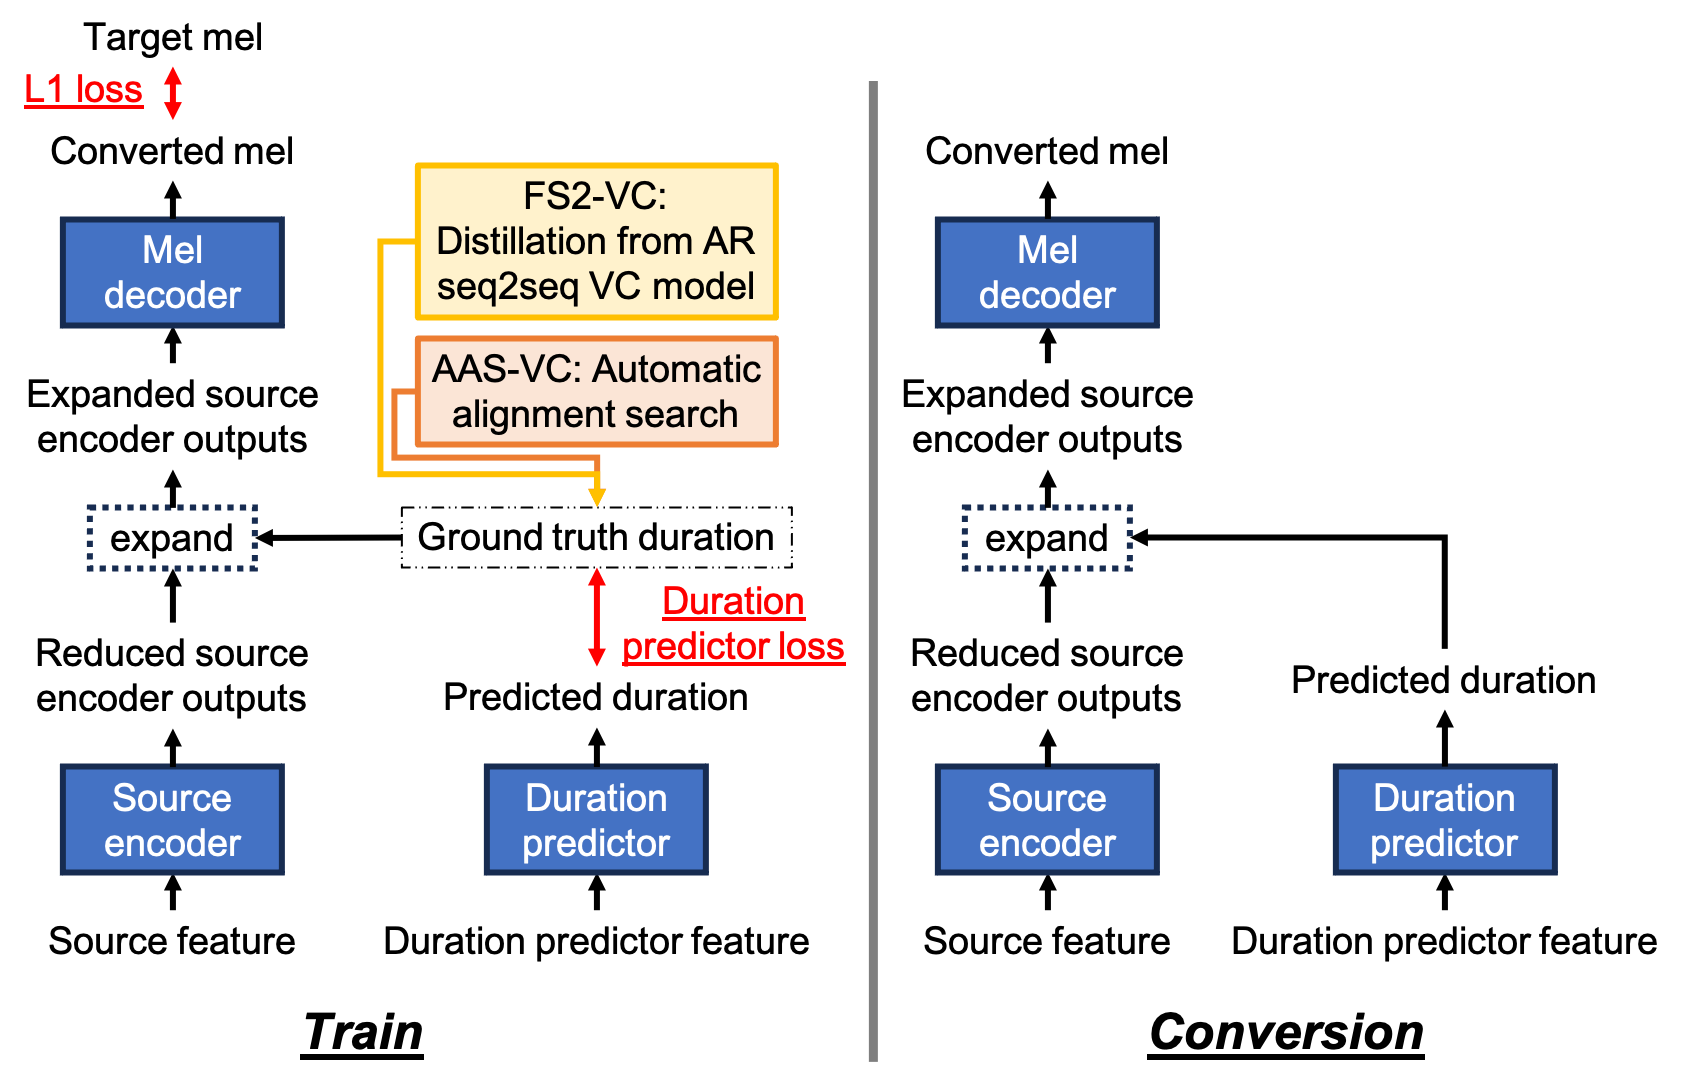 Target mel
L1 loss
Converted mel
Mel
decoder
Expanded source
encoder outputs
expand
Reduced source
encoder outputs
Source
encoder
Source feature
FS2-VC:
Distillation from AR
seq2seq VC model
AAS-VC: Automatic
alignment search
Ground truth duration
Duration
predictor loss
Predicted duration
Duration
predictor
Duration predictor feature
Train
Converted mel
Mel
decoder
Expanded source
encoder outputs
expand
Reduced source
encoder outputs
Source
encoder
Source feature
Predicted duration
Duration
predictor
Duration predictor feature
Conversion